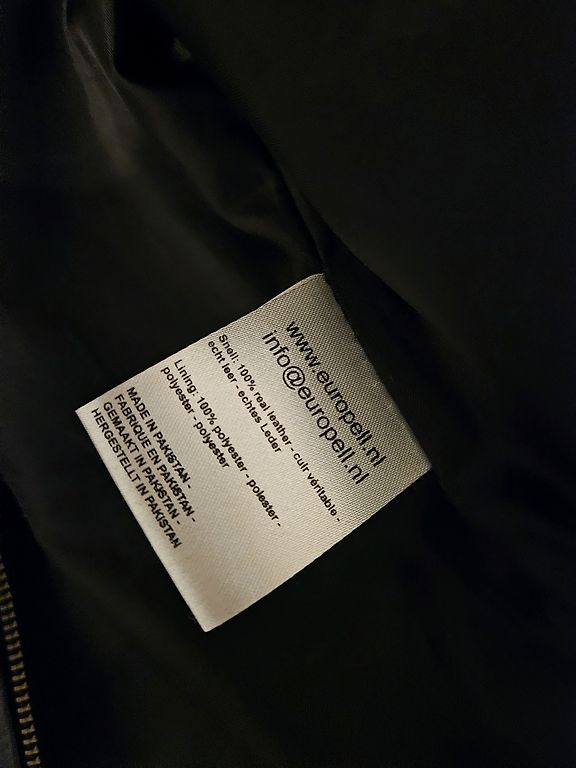 www.europell.nl
info@europell.nl
Shell: 100% real leather - cuir véritable -
echt leer - echtes Leder
Lining: 100% polyester - polester -
polyester - polyester
MADE IN PAKISTAN -
FABRIQUE EN PAKISTAN -
GEMAAKT IN PAKISTAN -
HERGESTELLT IN PAKISTAN